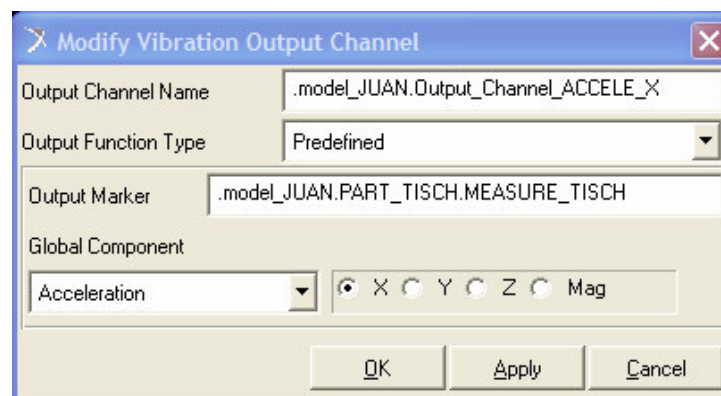 Modify Vibration Output Channel
Output Channel Name .model_JUAN.Output_Channel_ACCELE_X
Output Function Type Predefined
Output Marker .model_JUAN.PART_TISCH.MEASURE_TISCH
Global Component
Acceleration X Y Z Mag
OK Apply Cancel